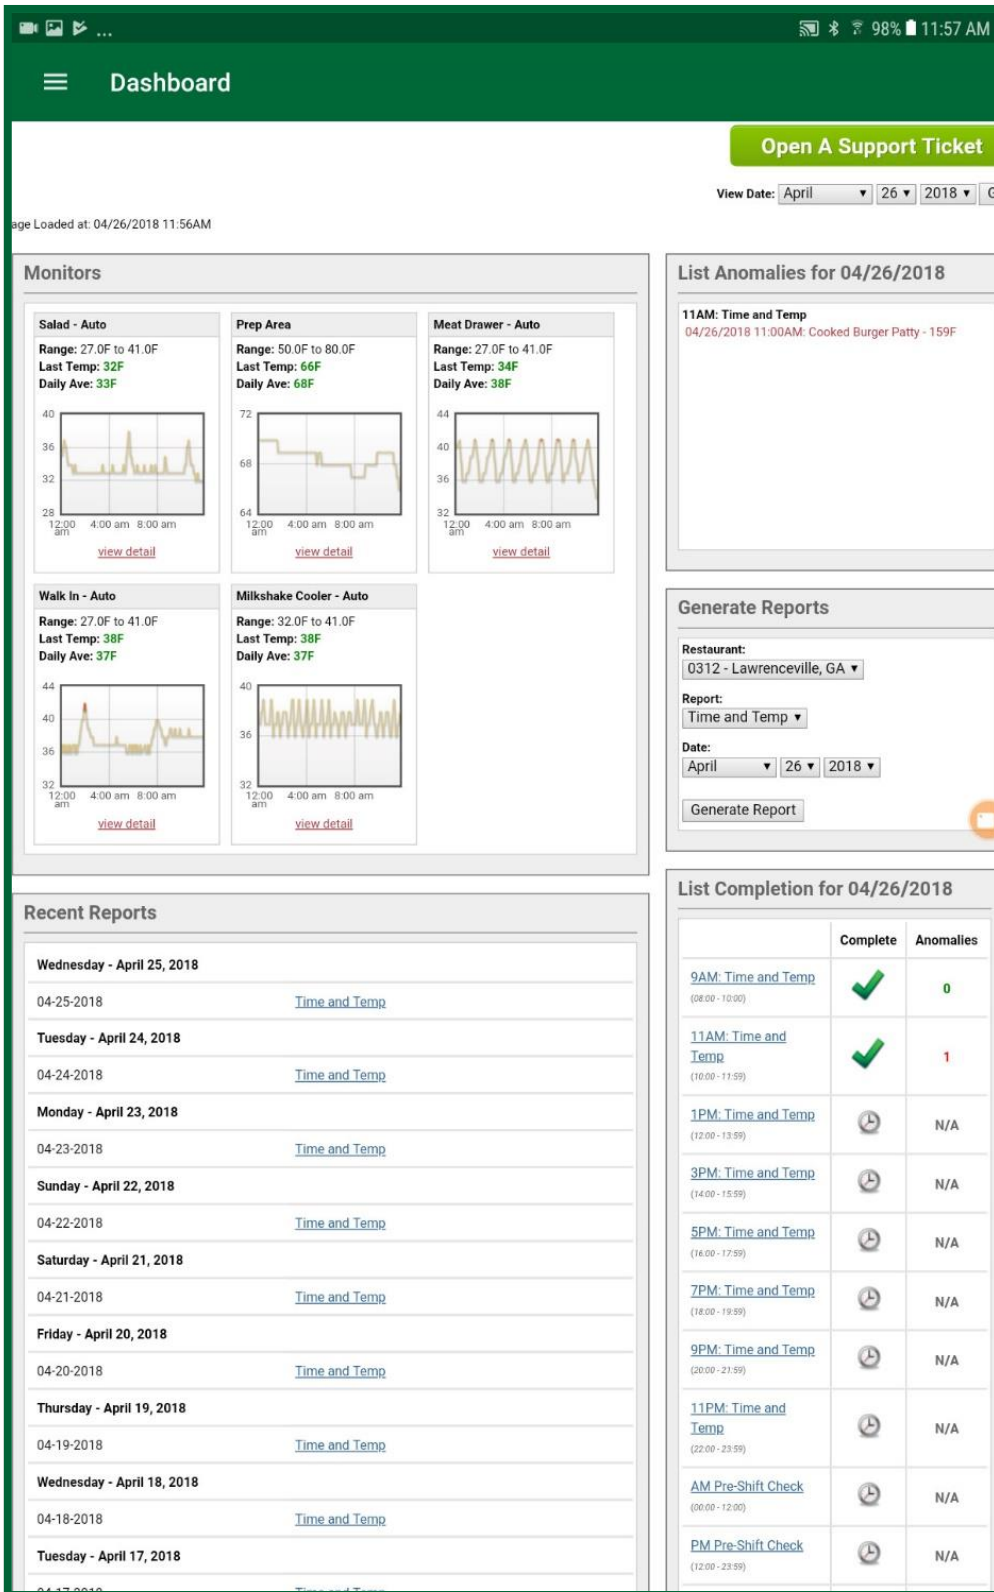 ... 98% 11:57 AM
Dashboard
Open A Support Ticket
View Date: April 26 2018 G
age Loaded at: 04/26/2018 11:56AM
Monitors
Salad - Auto
Range: 27.0F to 41.0F
Last Temp: 32F
Daily Ave: 33F
40
36
32
28
12:00 am 4:00 am 8:00 am
view detail
Prep Area
Range: 50.0F to 80.0F
Last Temp: 66F
Daily Ave: 68F
72
68
64
12:00 am 4:00 am 8:00 am
view detail
Meat Drawer - Auto
Range: 27.0F to 41.0F
Last Temp: 34F
Daily Ave: 38F
44
40
36
32
12:00 am 4:00 am 8:00 am
view detail
Walk In - Auto
Range: 27.0F to 41.0F
Last Temp: 38F
Daily Ave: 37F
44
40
36
32
12:00 am 4:00 am 8:00 am
view detail
Milkshake Cooler - Auto
Range: 32.0F to 41.0F
Last Temp: 38F
Daily Ave: 37F
40
36
32
12:00 am 4:00 am 8:00 am
view detail
List Anomalies for 04/26/2018
11AM: Time and Temp
04/26/2018 11:00AM: Cooked Burger Patty - 159F
Generate Reports
Restaurant:
0312 - Lawrenceville, GA
Report:
Time and Temp
Date:
April 26 2018
Generate Report
Recent Reports
Wednesday - April 25, 2018
04-25-2018 Time and Temp
Tuesday - April 24, 2018
04-24-2018 Time and Temp
Monday - April 23, 2018
04-23-2018 Time and Temp
Sunday - April 22, 2018
04-22-2018 Time and Temp
Saturday - April 21, 2018
04-21-2018 Time and Temp
Friday - April 20, 2018
04-20-2018 Time and Temp
Thursday - April 19, 2018
04-19-2018 Time and Temp
Wednesday - April 18, 2018
04-18-2018 Time and Temp
Tuesday - April 17, 2018
04-17-2018 Time and Temp
List Completion for 04/26/2018
Complete Anomalies
9AM: Time and Temp 0
(08:00 - 10:00)
11AM: Time and
Temp 1
(10:00 - 11:59)
1PM: Time and Temp N/A
(12:00 - 13:59)
3PM: Time and Temp N/A
(14:00 - 15:59)
5PM: Time and Temp N/A
(16:00 - 17:59)
7PM: Time and Temp N/A
(18:00 - 19:59)
9PM: Time and Temp N/A
(20:00 - 21:59)
11PM: Time and
Temp N/A
(22:00 - 23:59)
AM Pre-Shift Check N/A
(00:00 - 12:00)
PM Pre-Shift Check N/A
(12:00 - 23:59)